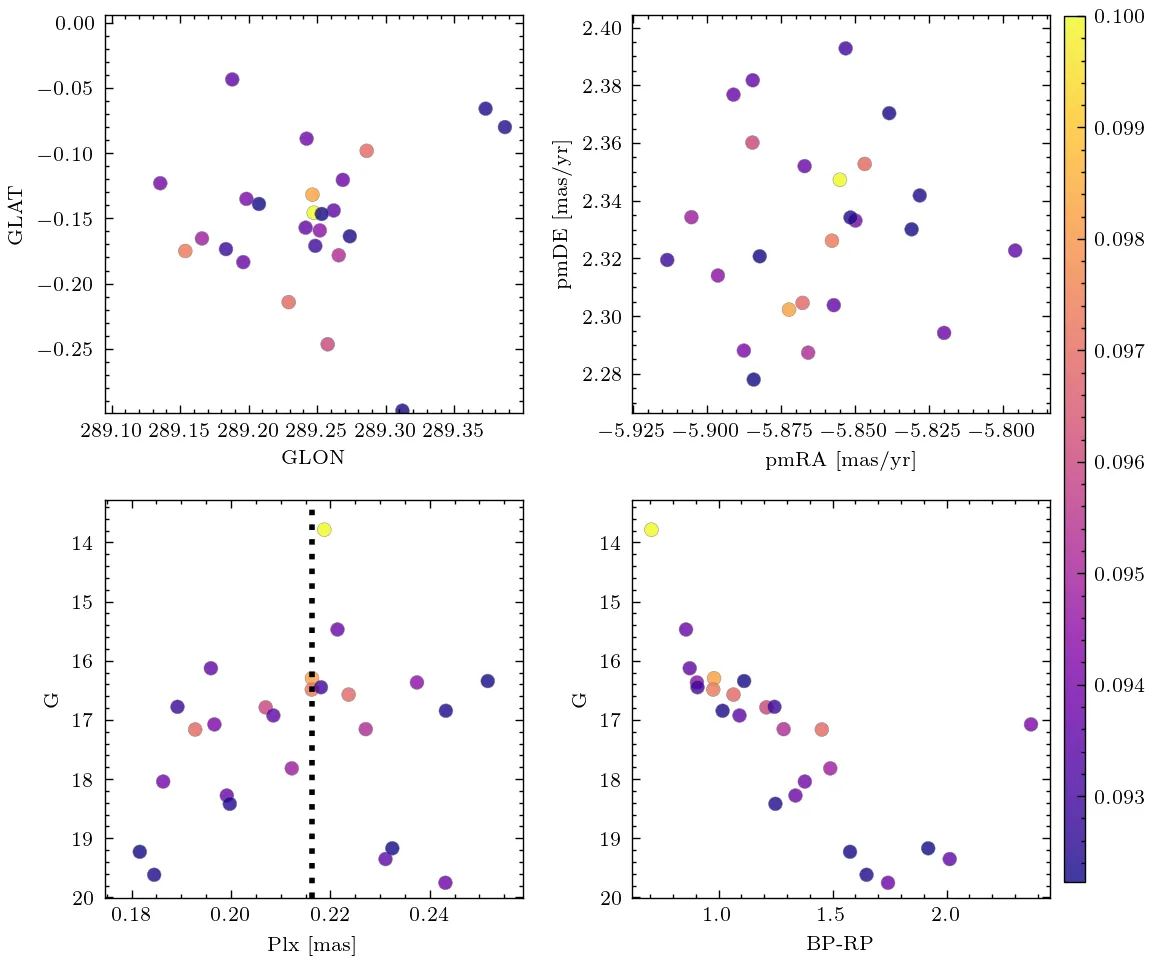 0.00
−0.05
−0.10
−0.15
−0.20
−0.25
GLAT
289.10 289.15 289.20 289.25 289.30 289.35
GLON
2.40
2.38
2.36
2.34
2.32
2.30
2.28
pmDE [mas/yr]
−5.925 −5.900 −5.875 −5.850 −5.825 −5.800
pmRA [mas/yr]
14
15
16
17
18
19
20
G
0.18 0.20 0.22 0.24
Plx [mas]
14
15
16
17
18
19
20
G
1.0 1.5 2.0
BP-RP
0.100
0.099
0.098
0.097
0.096
0.095
0.094
0.093